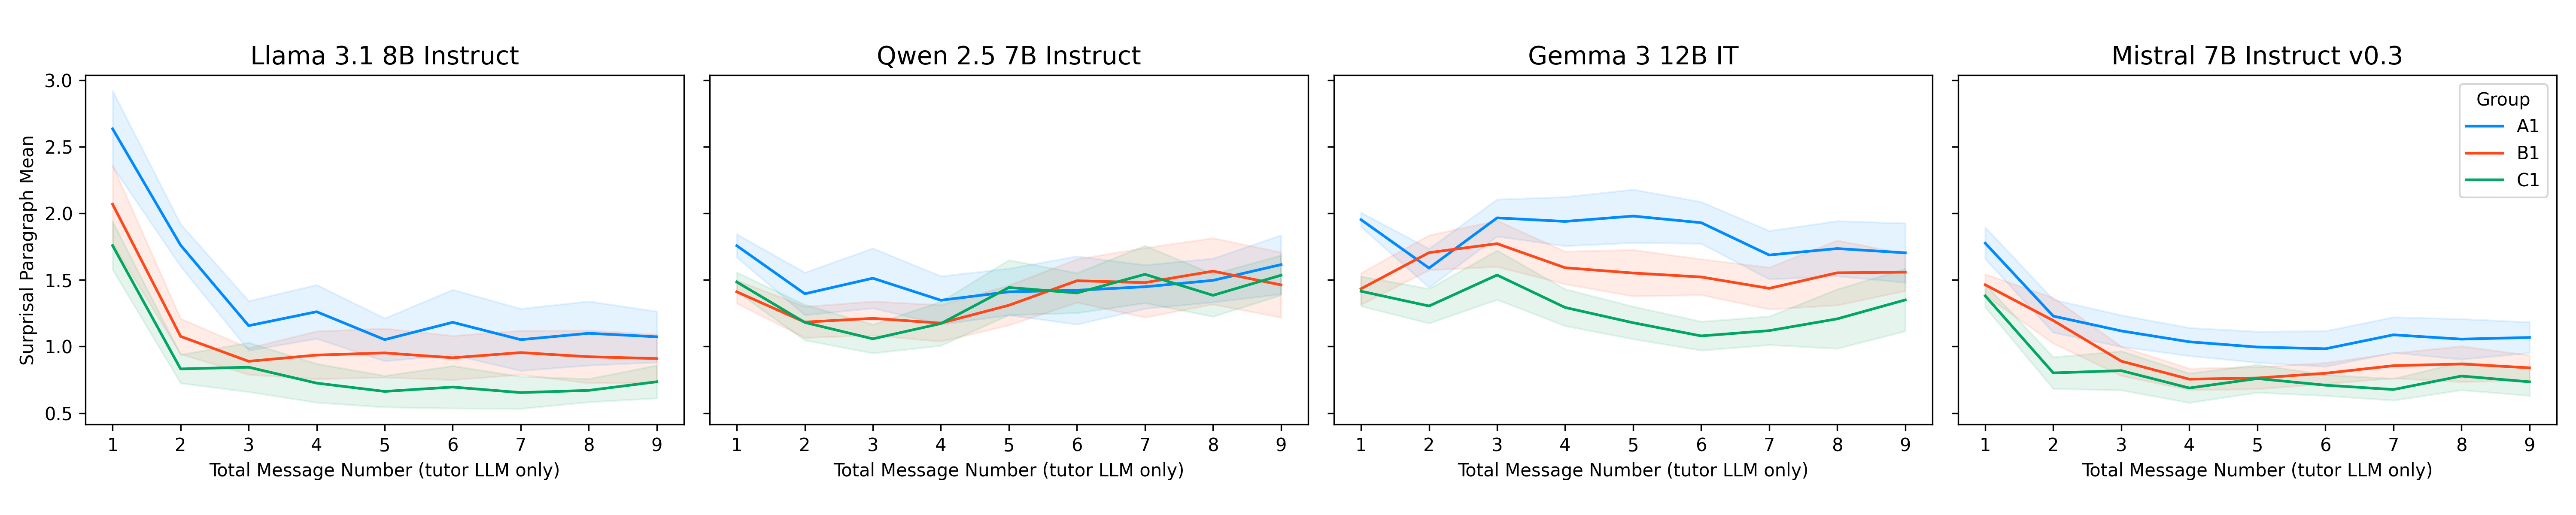 Llama 3.1 8B Instruct
Qwen 2.5 7B Instruct
Gemma 3 12B IT
Mistral 7B Instruct v0.3
Surprisal Paragraph Mean
3.0
2.5
2.0
1.5
1.0
0.5
1 2 3 4 5 6 7 8 9
Total Message Number (tutor LLM only)
1 2 3 4 5 6 7 8 9
Total Message Number (tutor LLM only)
1 2 3 4 5 6 7 8 9
Total Message Number (tutor LLM only)
1 2 3 4 5 6 7 8 9
Total Message Number (tutor LLM only)
Group
A1
B1
C1